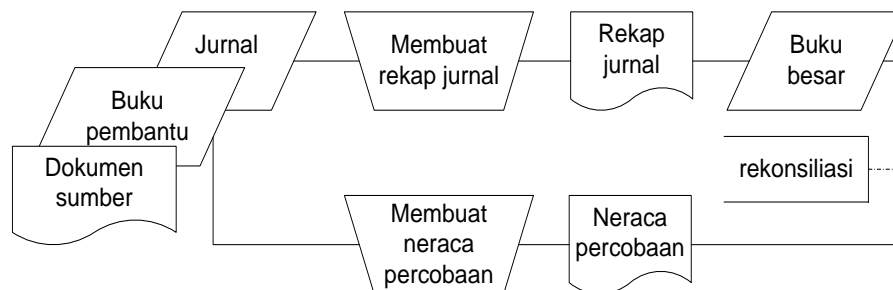 Jurnal
Membuat
rekap jurnal
Rekap
jurnal
Buku
besar
Buku
pembantu
Dokumen
sumber
rekonsiliasi
Membuat
neraca
percobaan
Neraca
percobaan